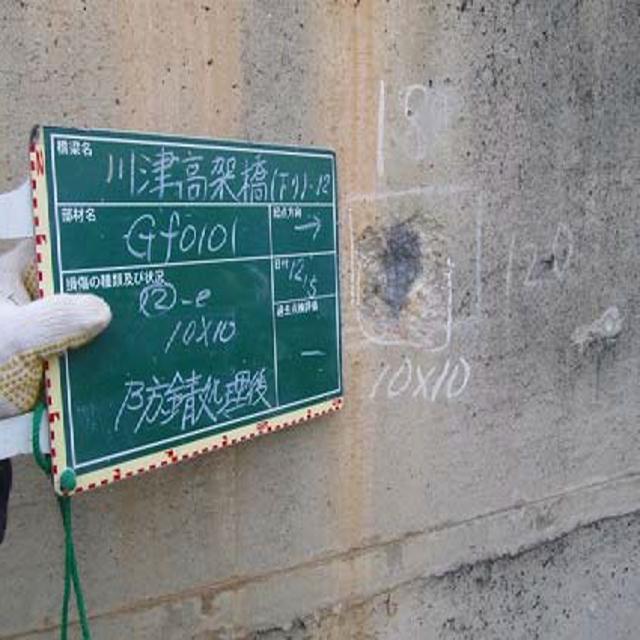 橋梁名
川津高架橋(下り)-12
部材名
Gf0101
起点方向
→
損傷の種類及び状況
②-e
10X10
防錆処理後
日付
12/5
過去点検評価
—
18
120
10X10